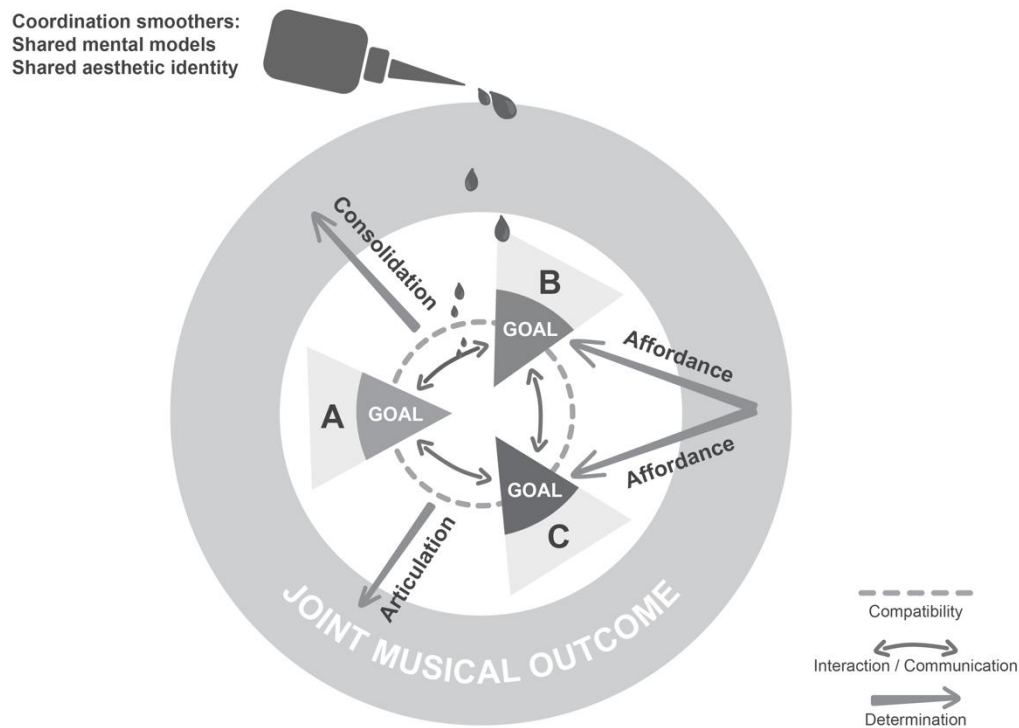 Coordination smoothers:
Shared mental models
Shared aesthetic identity
Consolidation
B
GOAL
Affordance
A
GOAL
Affordance
GOAL
C
Articulation
JOINT MUSICAL OUTCOME
Compatibility
Interaction / Communication
Determination